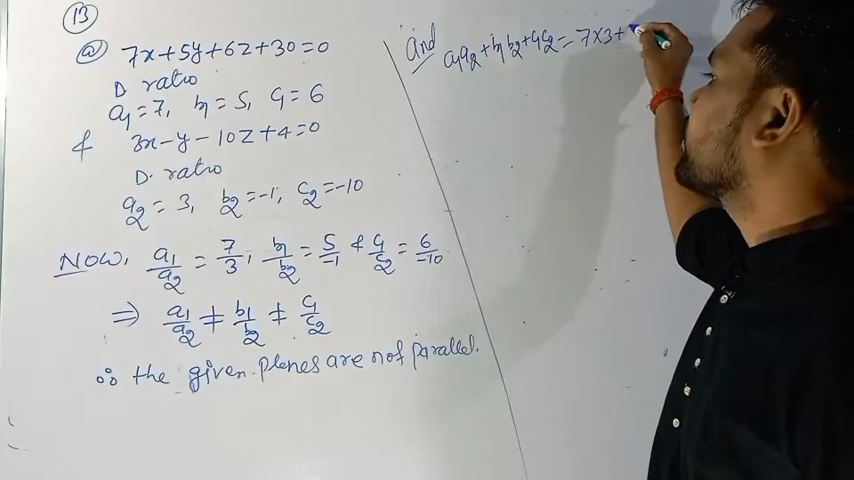 13
a 7x+5y+6z+30=0
D ratio
a₁=7, b₁=5, c₁=6
& 3x-y-10z+4=0
D. ratio
a₂=3, b₂=-1, c₂=-10
NOW, a₁/a₂ = 7/3, b₁/b₂ = 5/-1 & c₁/c₂ = 6/-10
⇒ a₁/a₂ ≠ b₁/b₂ ≠ c₁/c₂
∴ the given planes are not parallel.
And a₁a₂+b₁b₂+c₁c₂=7×3+